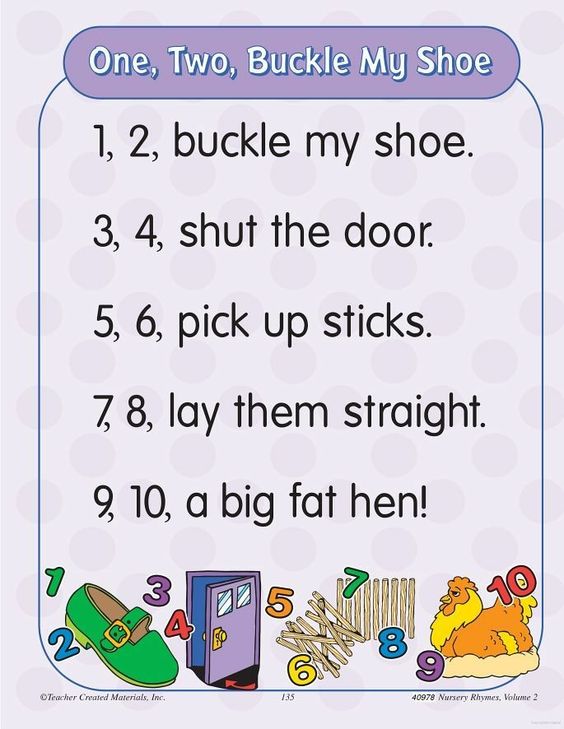 One, Two, Buckle My Shoe
1, 2, buckle my shoe.
3, 4, shut the door.
5, 6, pick up sticks.
7, 8, lay them straight.
9, 10, a big fat hen!
1
2
3
4
5
6
7
8
9
10
©Teacher Created Materials, Inc. 135 40978 Nursery Rhymes, Volume 2